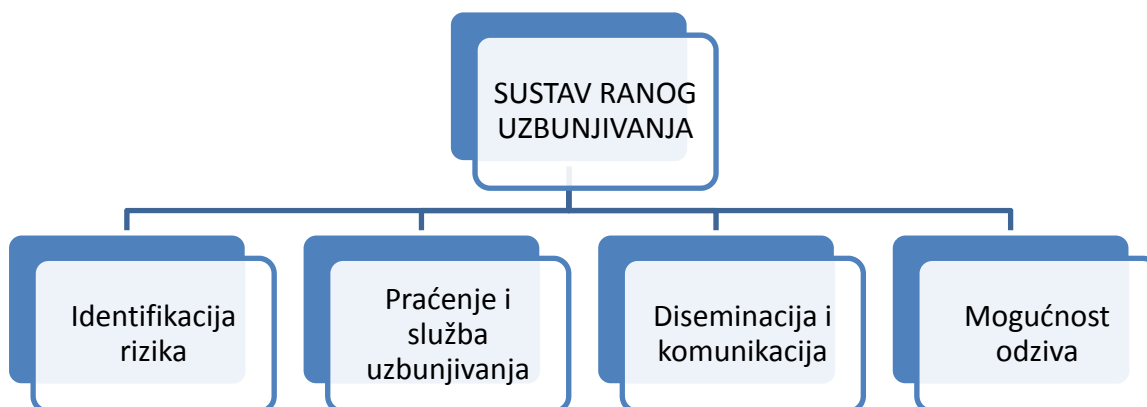 SUSTAV RANOG
UZBUNJIVANJA
Identifikacija
rizika
Praćenje i
služba
uzbunjivanja
Diseminacija i
komunikacija
Mogućnost
odziva